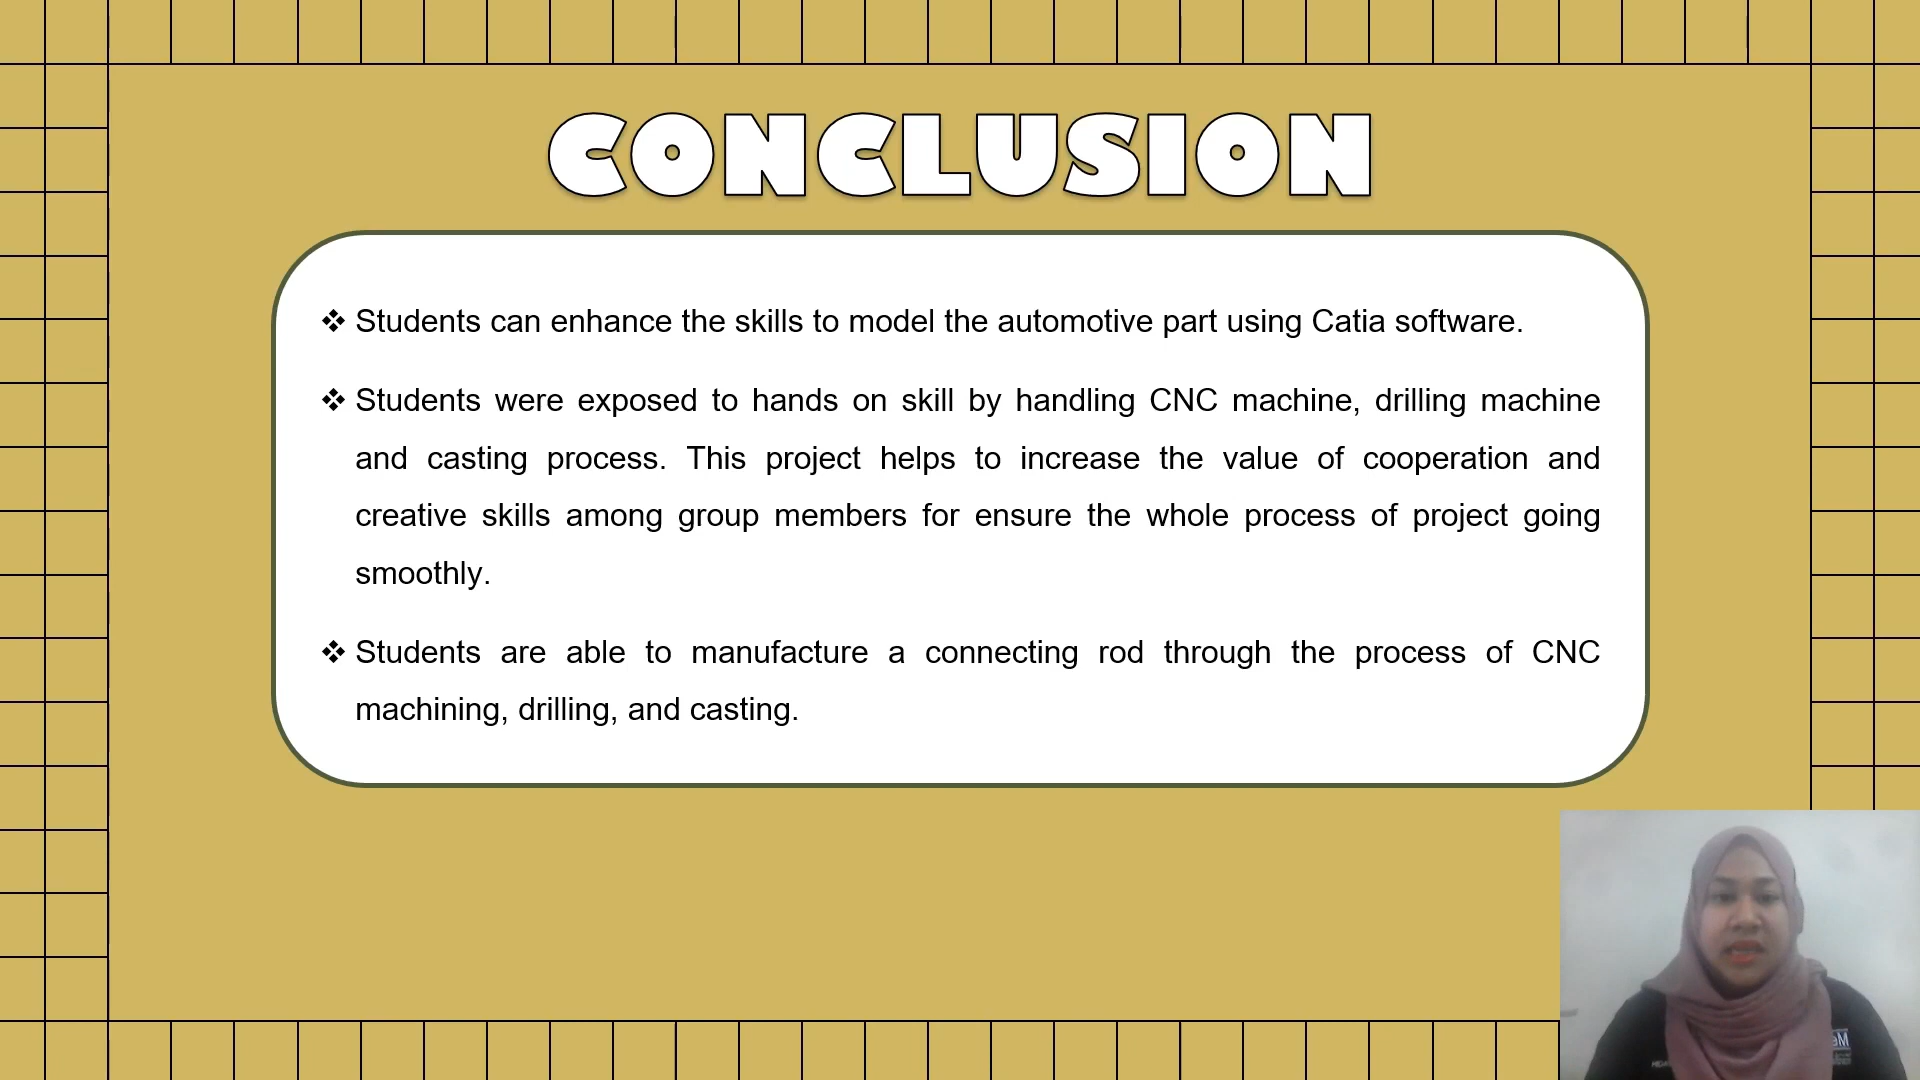 CONCLUSION
❖ Students can enhance the skills to model the automotive part using Catia software.
❖ Students were exposed to hands on skill by handling CNC machine, drilling machine
and casting process. This project helps to increase the value of cooperation and
creative skills among group members for ensure the whole process of project going
smoothly.
❖ Students are able to manufacture a connecting rod through the process of CNC
machining, drilling, and casting.